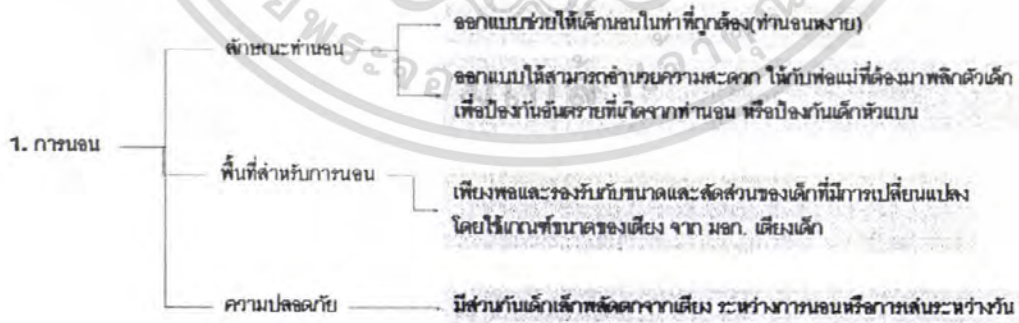 ออกแบบช่วยให้เด็กนอนในท่าที่ถูกต้อง(ท่านอนหงาย)
ลักษณะท่านอน
ออกแบบให้สามารถอำนวยความสะดวก ให้กับพ่อแม่ที่ต้องมาพลิกตัวเด็ก
เพื่อป้องกันอันตรายที่เกิดจากท่านอน หรือป้องกันเด็กหัวแบน
1. การนอน
พื้นที่สำหรับการนอน
เพียงพอและรองรับกับขนาดและสัดส่วนของเด็กที่มีการเปลี่ยนแปลง
โดยใช้เกณฑ์ขนาดของเตียง จาก มอก. เตียงเด็ก
ความปลอดภัย
มีส่วนกันเด็กเล็กพลัดตกจากเตียง ระหว่างการนอนหรือการเล่นระหว่างวัน